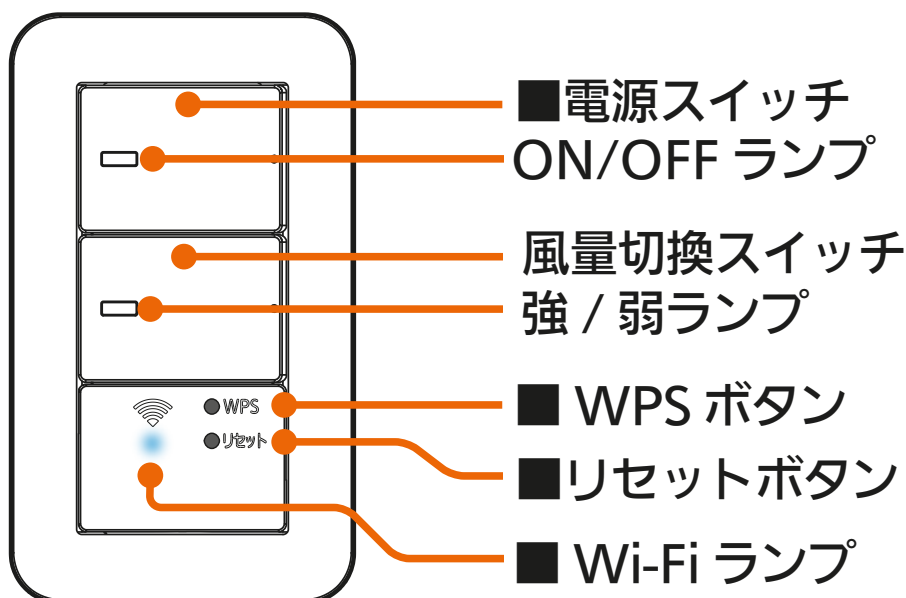 ■電源スイッチ
ON/OFF ランプ
風量切換スイッチ
強 / 弱ランプ
WPS
■ WPS ボタン
リセット
■リセットボタン
■ Wi-Fi ランプ